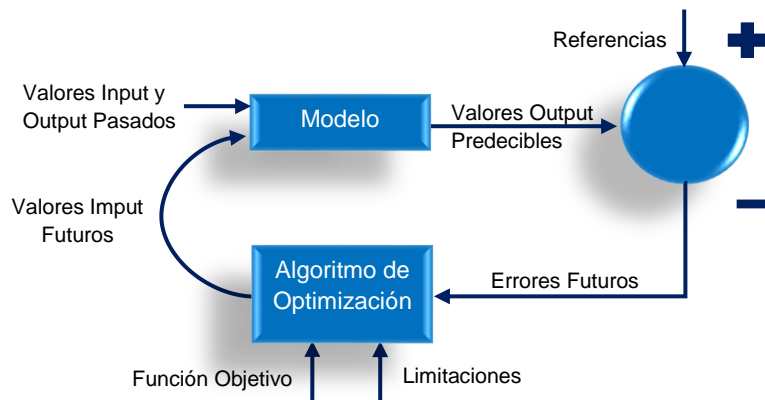 Referencias
+
Valores Input y
Output Pasados
Modelo
Valores Output
Predecibles
−
Valores Imput
Futuros
Algoritmo de
Optimización
Errores Futuros
Función Objetivo
Limitaciones